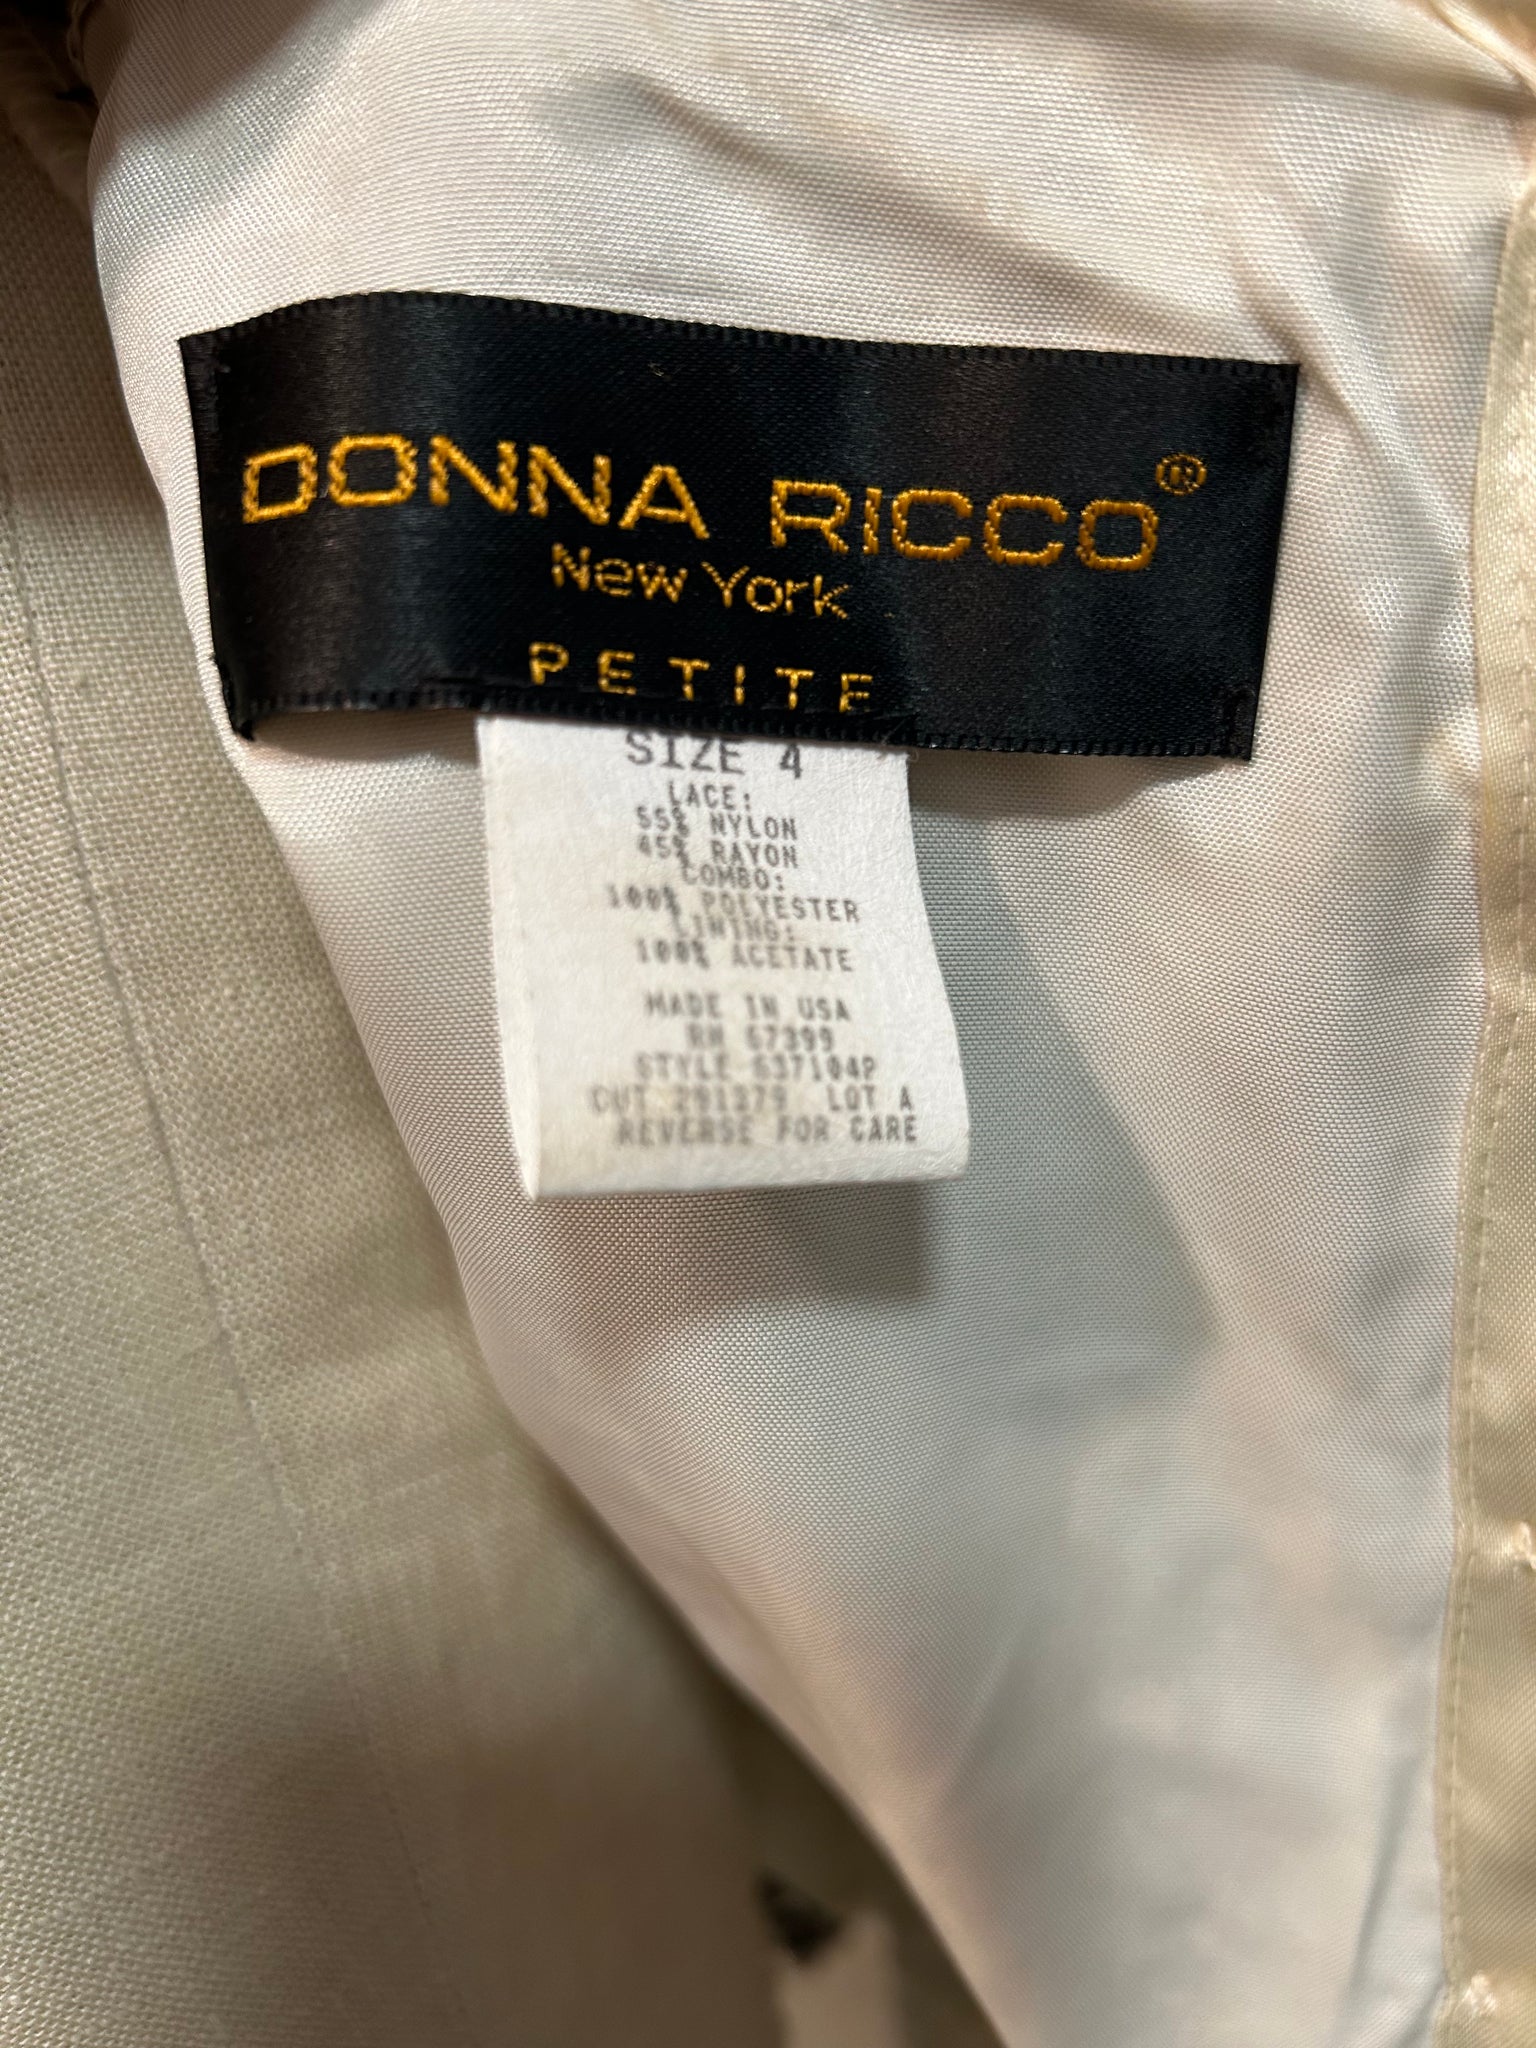 DONNA RICCO®
New York
PETITE
SIZE 4
LACE:
55% NYLON
45% RAYON
COMBO:
100% POLYESTER
LINING:
100% ACETATE
MADE IN USA
RN 67399
STYLE 637104P
CUT 291379 LOT A
REVERSE FOR CARE